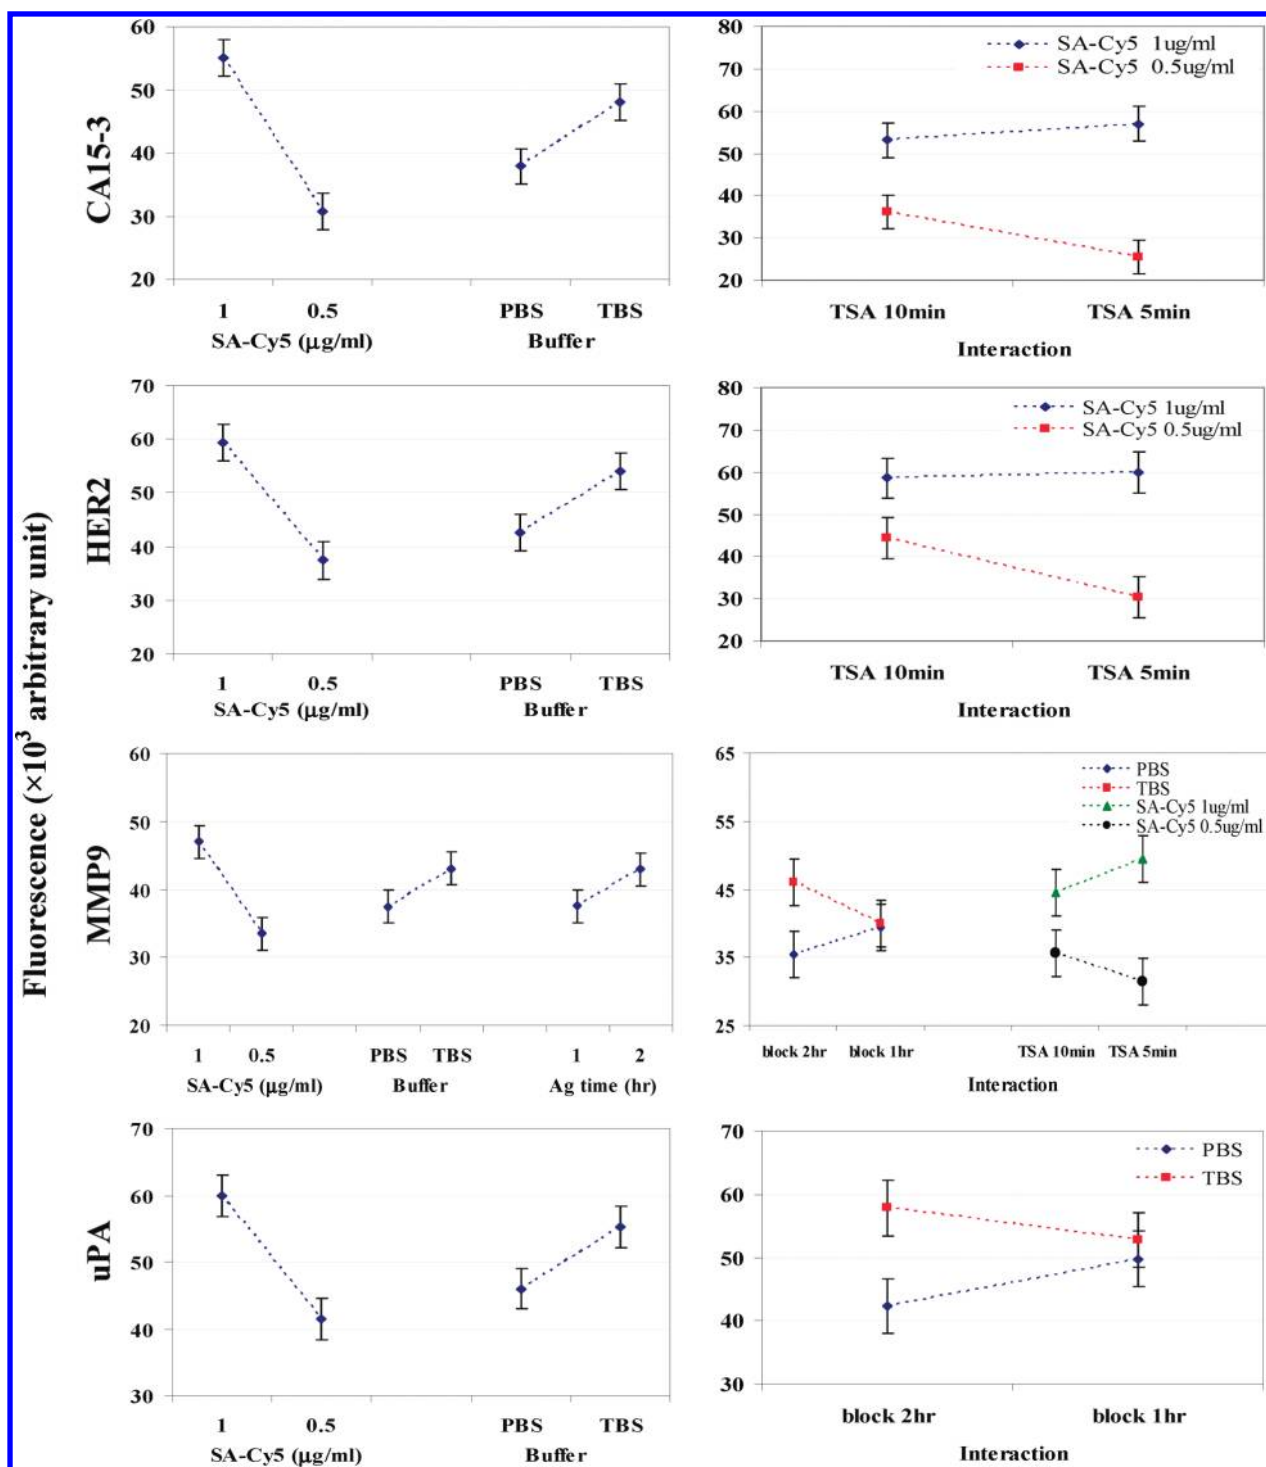 Fluorescence (×10³ arbitrary unit)
CA15-3
60
50
40
30
20
1 0.5 PBS TBS
SA-Cy5 (μg/ml) Buffer
80
70
60
50
40
30
20
SA-Cy5 1ug/ml
SA-Cy5 0.5ug/ml
TSA 10min TSA 5min
Interaction
HER2
70
60
50
40
30
20
1 0.5 PBS TBS
SA-Cy5 (μg/ml) Buffer
80
70
60
50
40
30
20
SA-Cy5 1ug/ml
SA-Cy5 0.5ug/ml
TSA 10min TSA 5min
Interaction
MMP9
60
50
40
30
20
1 0.5 PBS TBS 1 2
SA-Cy5 (μg/ml) Buffer Ag time (hr)
65
55
45
35
25
PBS
TBS
SA-Cy5 1ug/ml
SA-Cy5 0.5ug/ml
block 2hr block 1hr TSA 10min TSA 5min
Interaction
uPA
70
60
50
40
30
1 0.5 PBS TBS
SA-Cy5 (μg/ml) Buffer
70
60
50
40
30
PBS
TBS
block 2hr block 1hr
Interaction